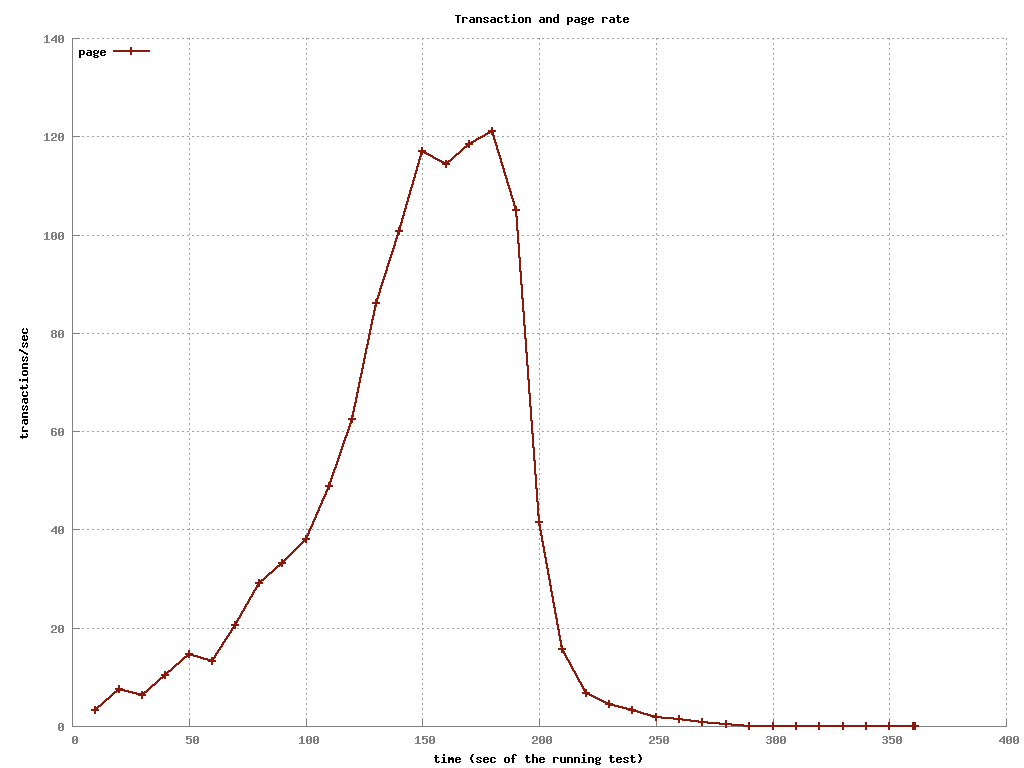 Transaction and page rate
page
140
120
100
80
60
40
20
0
transactions/sec
0 50 100 150 200 250 300 350 400
time (sec of the running test)